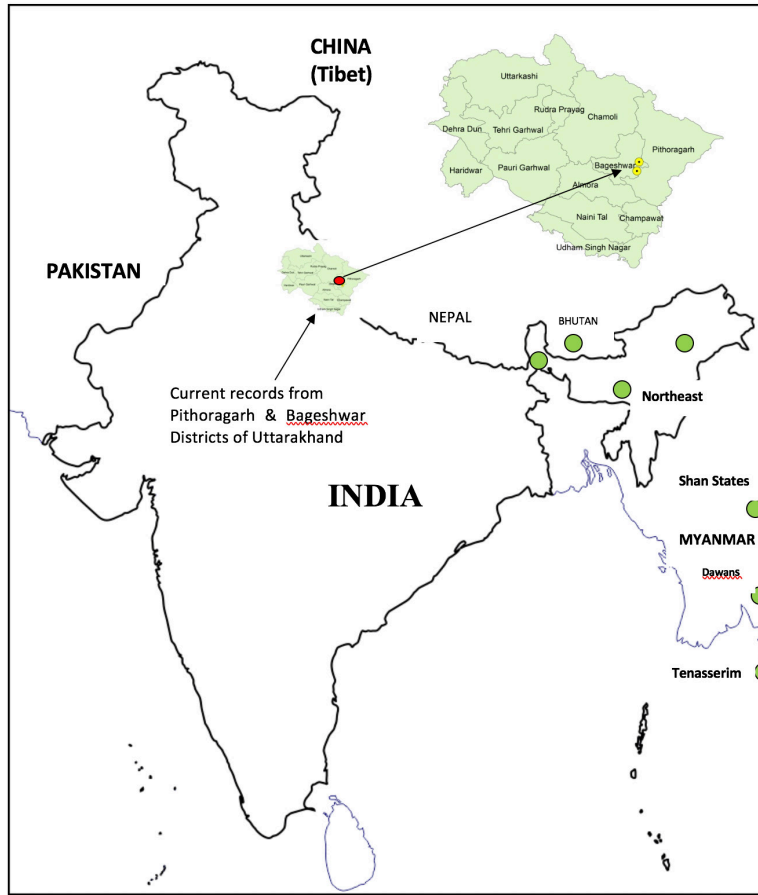 CHINA
(Tibet)
Uttarkashi
Rudra Prayag
Chamoli
Dehra Dun
Tehri Garhwal
Pithoragarh
Haridwar
Pauri Garhwal
Bageshwar
Almora
Naini Tal
Champawat
Udham Singh Nagar
PAKISTAN
NEPAL
BHUTAN
Current records from
Pithoragarh & Bageshwar
Districts of Uttarakhand
Northeast
INDIA
Shan States
MYANMAR
Dawans
Tenasserim